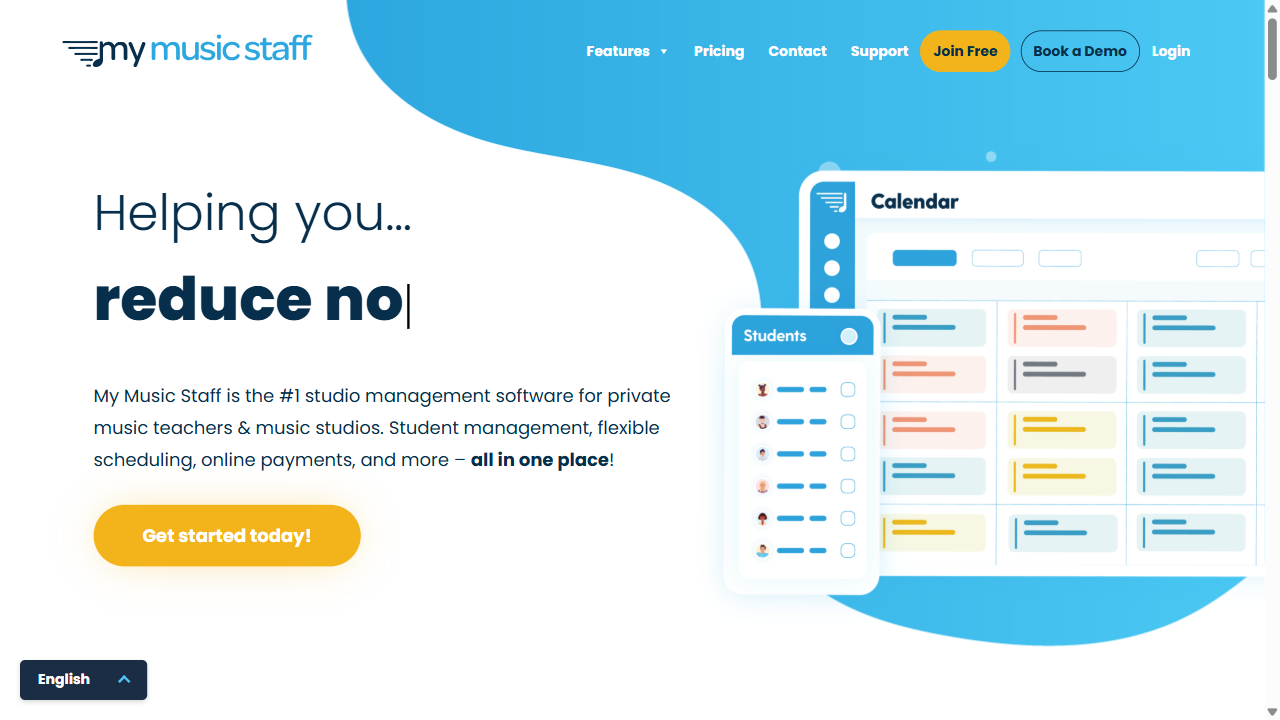 my music staff
Features Pricing Contact Support Join Free Book a Demo Login
Helping you...
reduce no
My Music Staff is the #1 studio management software for private
music teachers & music studios. Student management, flexible
scheduling, online payments, and more – all in one place!
Get started today!
Calendar
Students
English